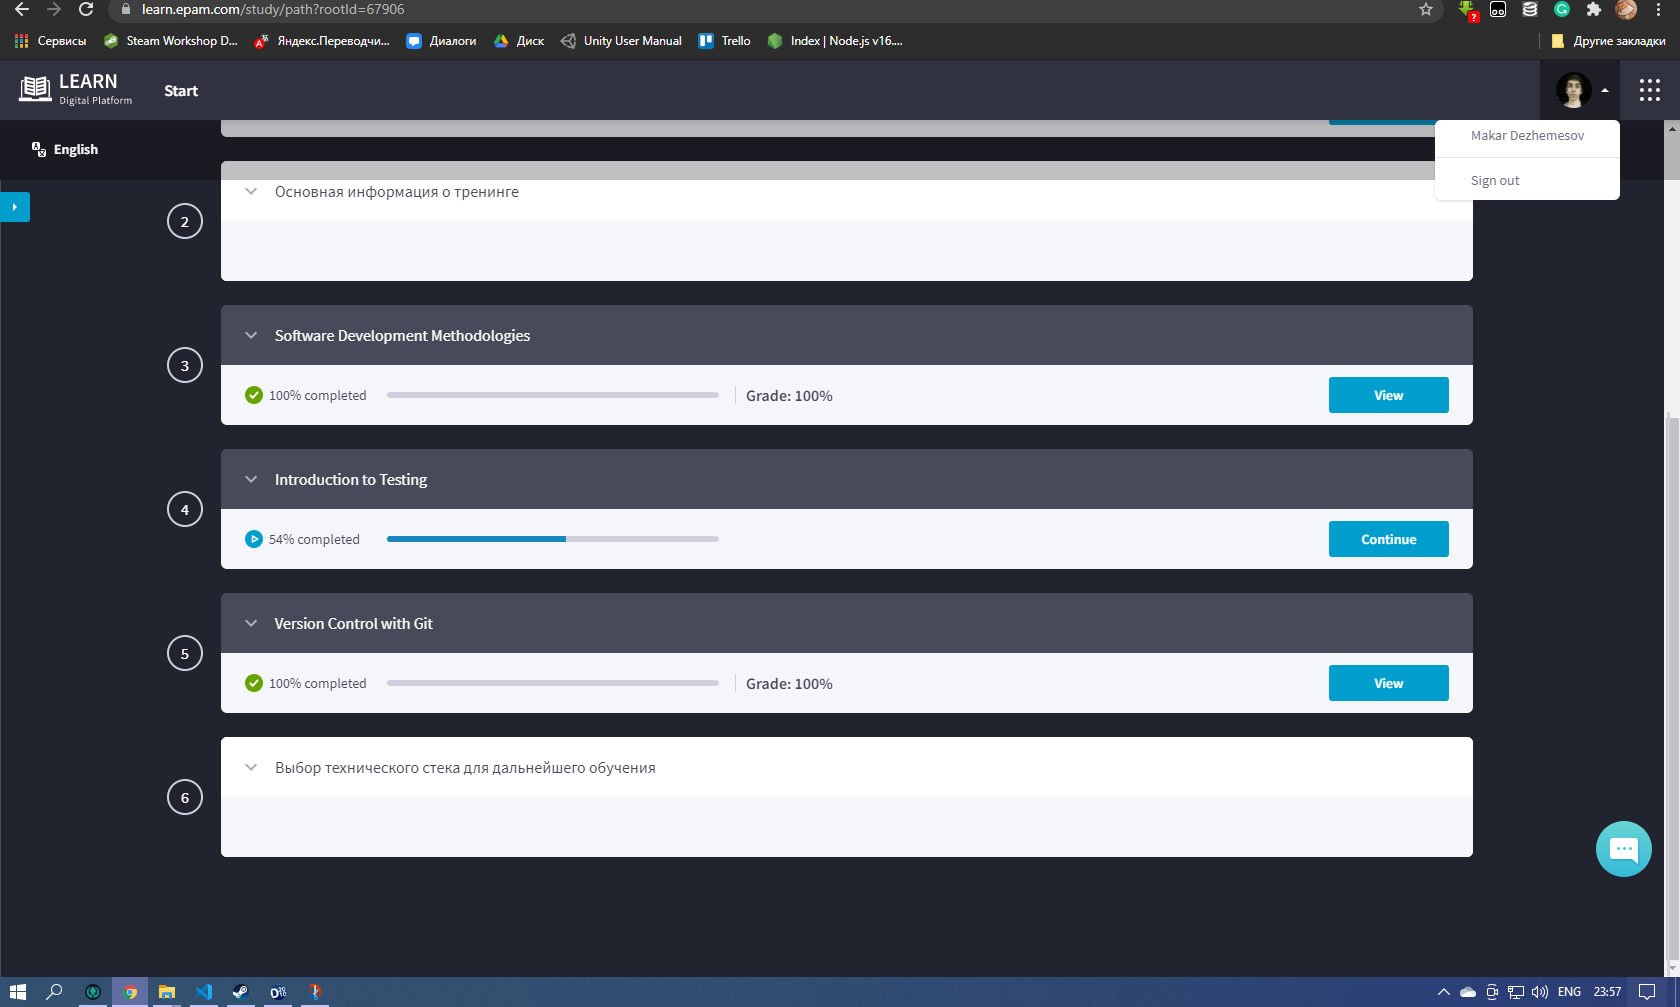 learn.epam.com/study/path?rootId=67906
Сервисы
Steam Workshop D...
Яндекс.Переводчи...
Диалоги
Диск
Unity User Manual
Trello
Index | Node.js v16....
Другие закладки
LEARN
Digital Platform
Start
English
Makar Dezhemesov
Sign out
2
Основная информация о тренинге
3
Software Development Methodologies
100% completed
Grade: 100%
View
4
Introduction to Testing
54% completed
Continue
5
Version Control with Git
100% completed
Grade: 100%
View
6
Выбор технического стека для дальнейшего обучения
ENG
23:57